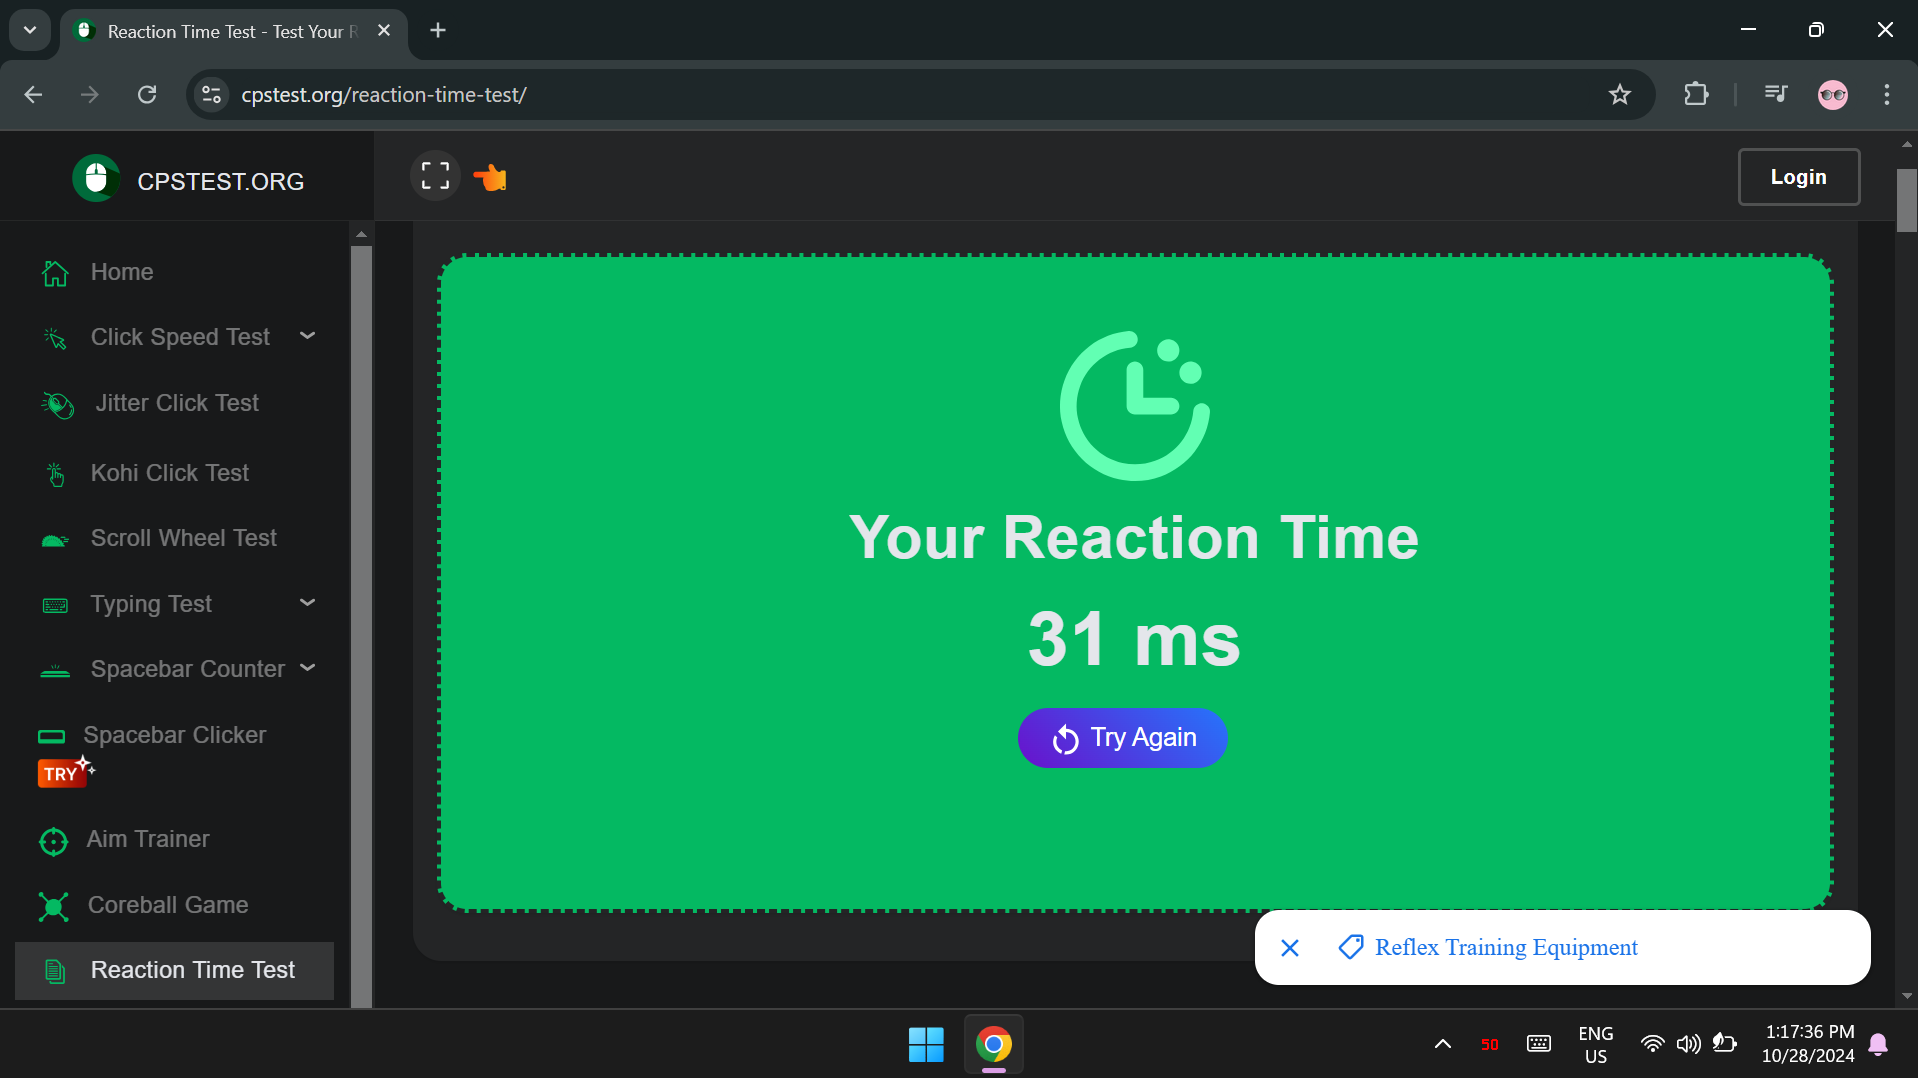 Reaction Time Test - Test Your R
cpstest.org/reaction-time-test/
CPSTEST.ORG
Login
Home
Click Speed Test
Jitter Click Test
Kohi Click Test
Scroll Wheel Test
Typing Test
Spacebar Counter
Spacebar Clicker
TRY
Aim Trainer
Coreball Game
Reaction Time Test
Your Reaction Time
31 ms
Try Again
Reflex Training Equipment
50
ENG
US
1:17:36 PM
10/28/2024